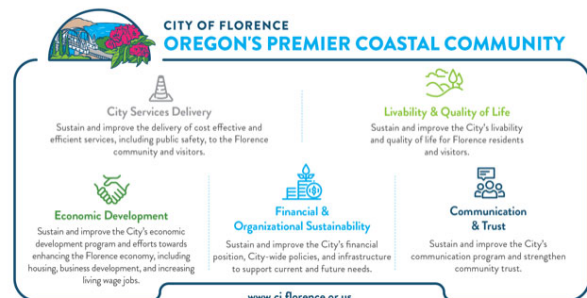 CITY OF FLORENCE
OREGON'S PREMIER COASTAL COMMUNITY
City Services Delivery
Sustain and improve the delivery of cost effective and
efficient services, including public safety, to the Florence
community and visitors.
Livability & Quality of Life
Sustain and improve the City's livability
and quality of life for Florence residents
and visitors.
Economic Development
Sustain and improve the City's economic
development program and efforts towards
enhancing the Florence economy, including
housing, business development, and increasing
living wage jobs.
Financial &
Organizational Sustainability
Sustain and improve the City's financial
position, City-wide policies, and infrastructure
to support current and future needs.
Communication
& Trust
Sustain and improve the City's
communication program and strengthen
community trust.
www.ci.florence.or.us